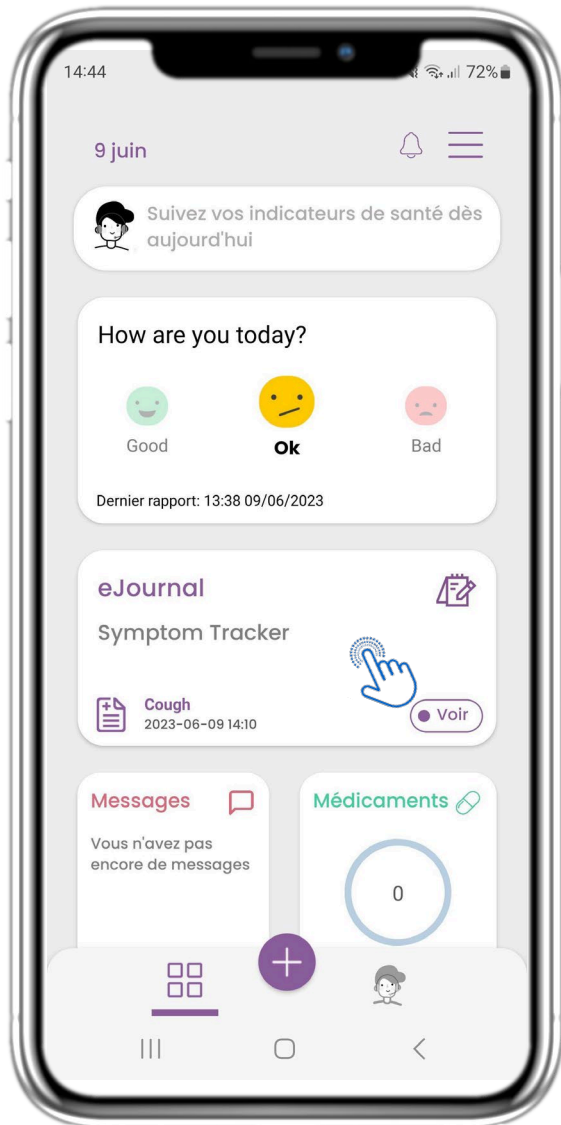 14:44
72%
9 juin
Suivez vos indicateurs de santé dès
aujourd'hui
How are you today?
Good
Ok
Bad
Dernier rapport: 13:38 09/06/2023
eJournal
Symptom Tracker
Cough
2023-06-09 14:10
Voir
Messages
Vous n'avez pas
encore de messages
Médicaments
0